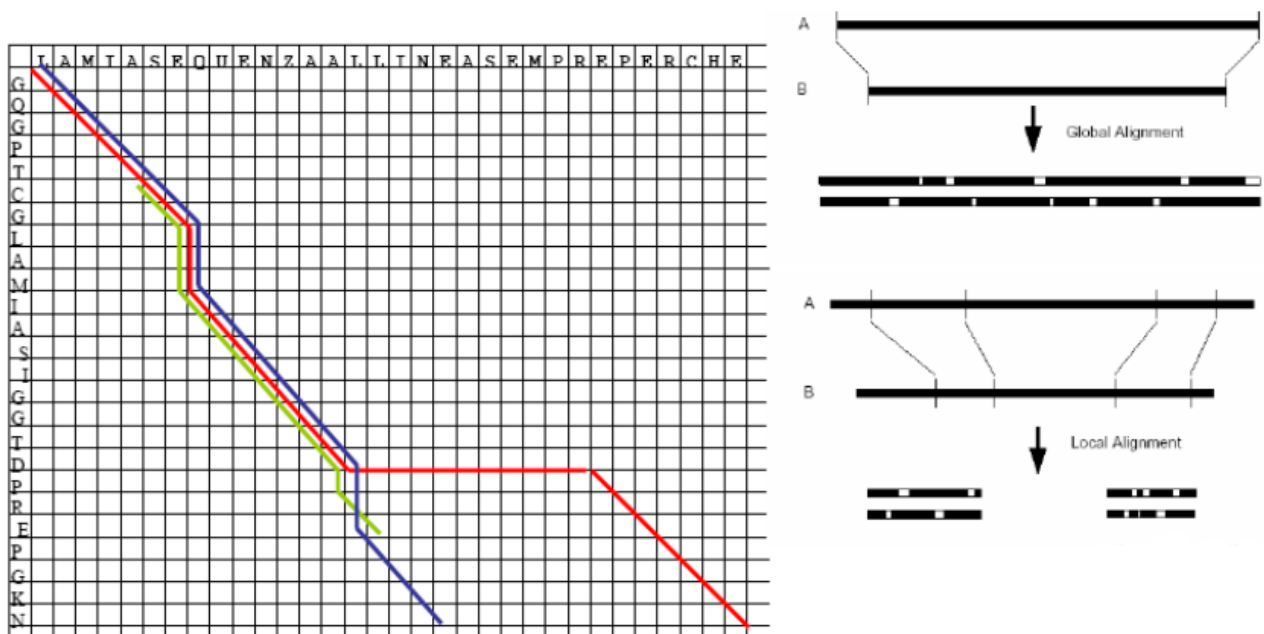 L A M I A S E Q U E N Z A A L L I N E A S E M P R E P E R C H E
G
Q
G
P
T
C
G
L
A
M
I
A
S
I
G
G
T
D
P
R
E
P
G
K
N
A
B
Global Alignment
A
B
Local Alignment